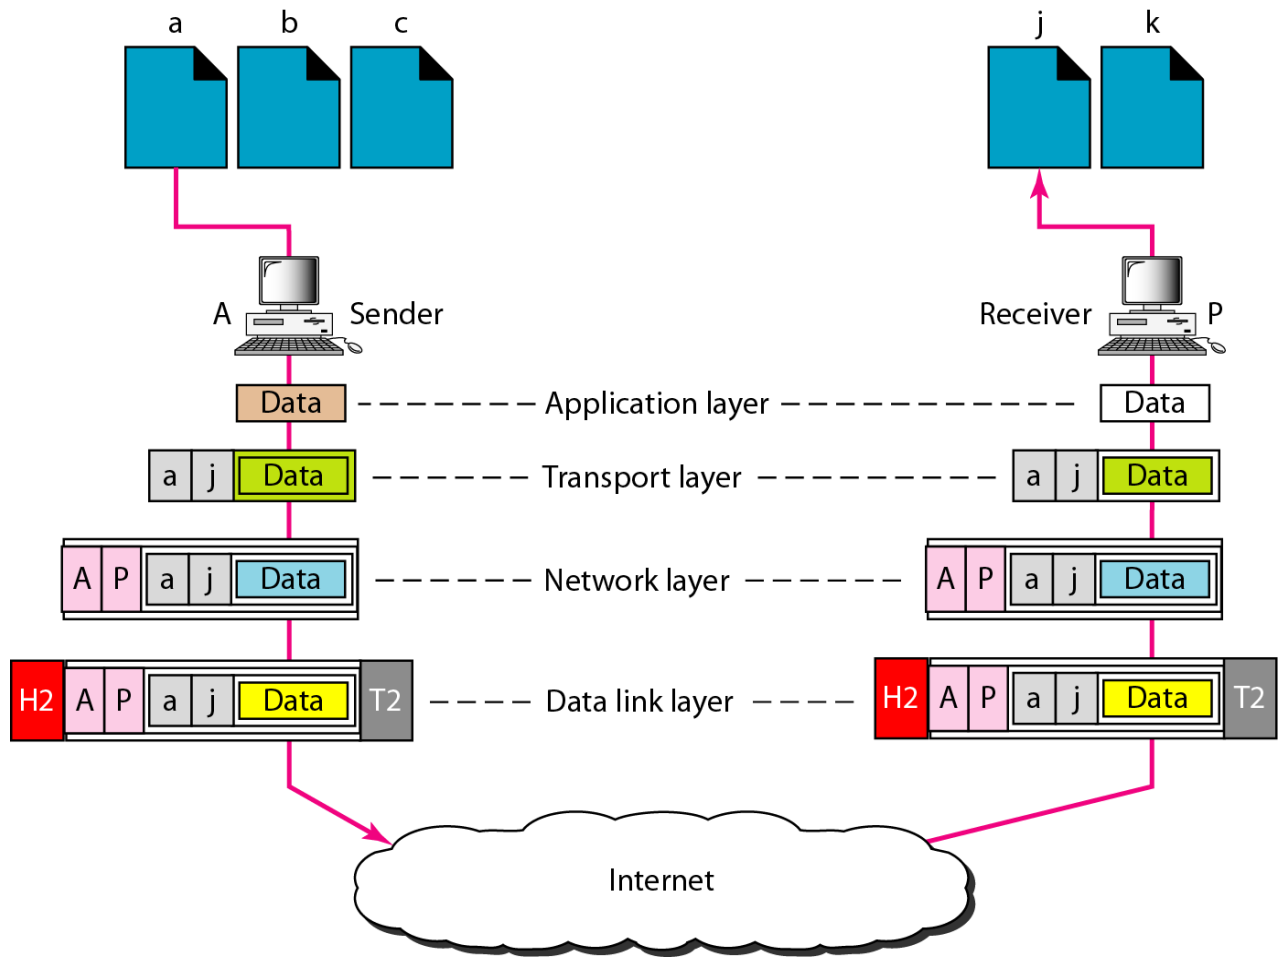 a b c j k
A Sender Receiver P
Data Application layer Data
a j Data Transport layer a j Data
A P a j Data Network layer A P a j Data
H2 A P a j Data T2 Data link layer H2 A P a j Data T2
Internet